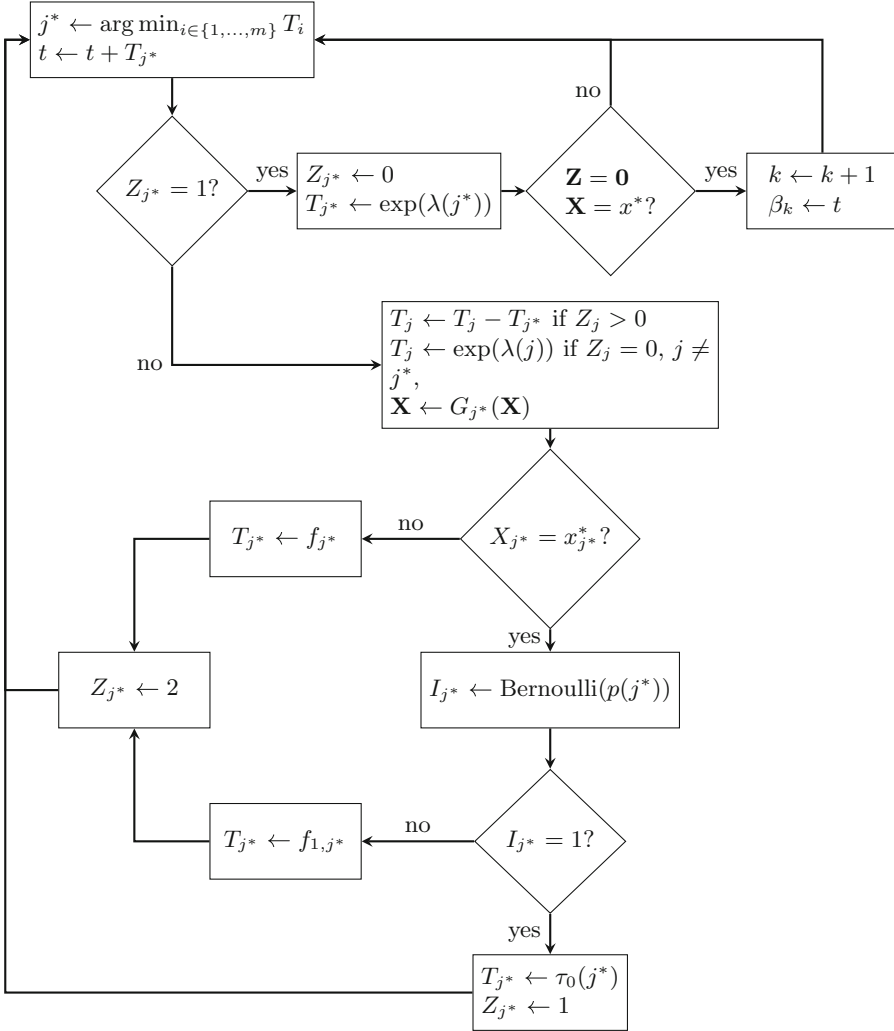 j* ← arg min_{i∈{1,...,m}} T_i
t ← t + T_{j*}
no
Z_{j*} = 1?
yes
Z_{j*} ← 0
T_{j*} ← exp(λ(j*))
Z = 0
X = x*?
yes
k ← k + 1
β_k ← t
no
T_j ← T_j − T_{j*} if Z_j > 0
T_j ← exp(λ(j)) if Z_j = 0, j ≠
j*,
X ← G_{j*}(X)
X_{j*} = x*_{j*}?
no
T_{j*} ← f_{j*}
yes
Z_{j*} ← 2
I_{j*} ← Bernoulli(p(j*))
I_{j*} = 1?
no
T_{j*} ← f_{1,j*}
yes
T_{j*} ← τ_0(j*)
Z_{j*} ← 1